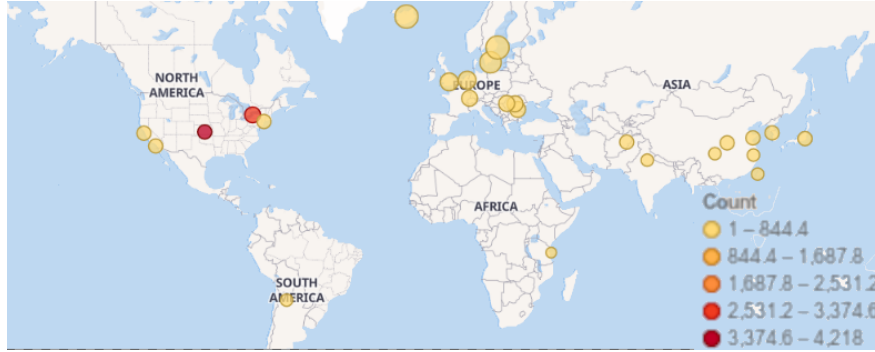 NORTH
AMERICA
EUROPE
ASIA
AFRICA
SOUTH
AMERICA
Count
1 – 844.4
844.4 – 1,687.8
1,687.8 – 2,531.2
2,531.2 – 3,374.6
3,374.6 – 4,218